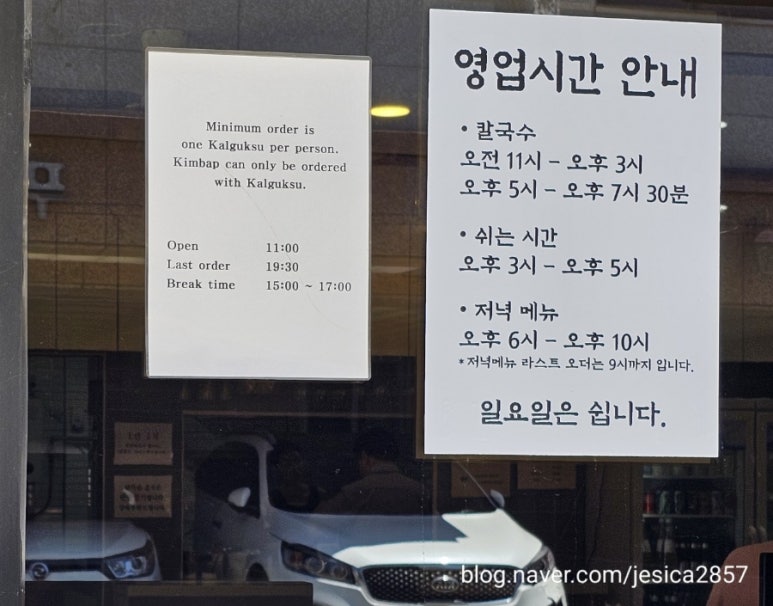 Minimum order is
one Kalguksu per person.
Kimbap can only be ordered
with Kalguksu.
Open 11:00
Last order 19:30
Break time 15:00 ~ 17:00
영업시간 안내
• 칼국수
오전 11시 – 오후 3시
오후 5시 – 오후 7시 30분
• 쉬는 시간
오후 3시 – 오후 5시
• 저녁 메뉴
오후 6시 – 오후 10시
*저녁메뉴 라스트 오더는 9시까지 입니다.
일요일은 쉽니다.
blog.naver.com/jesica2857